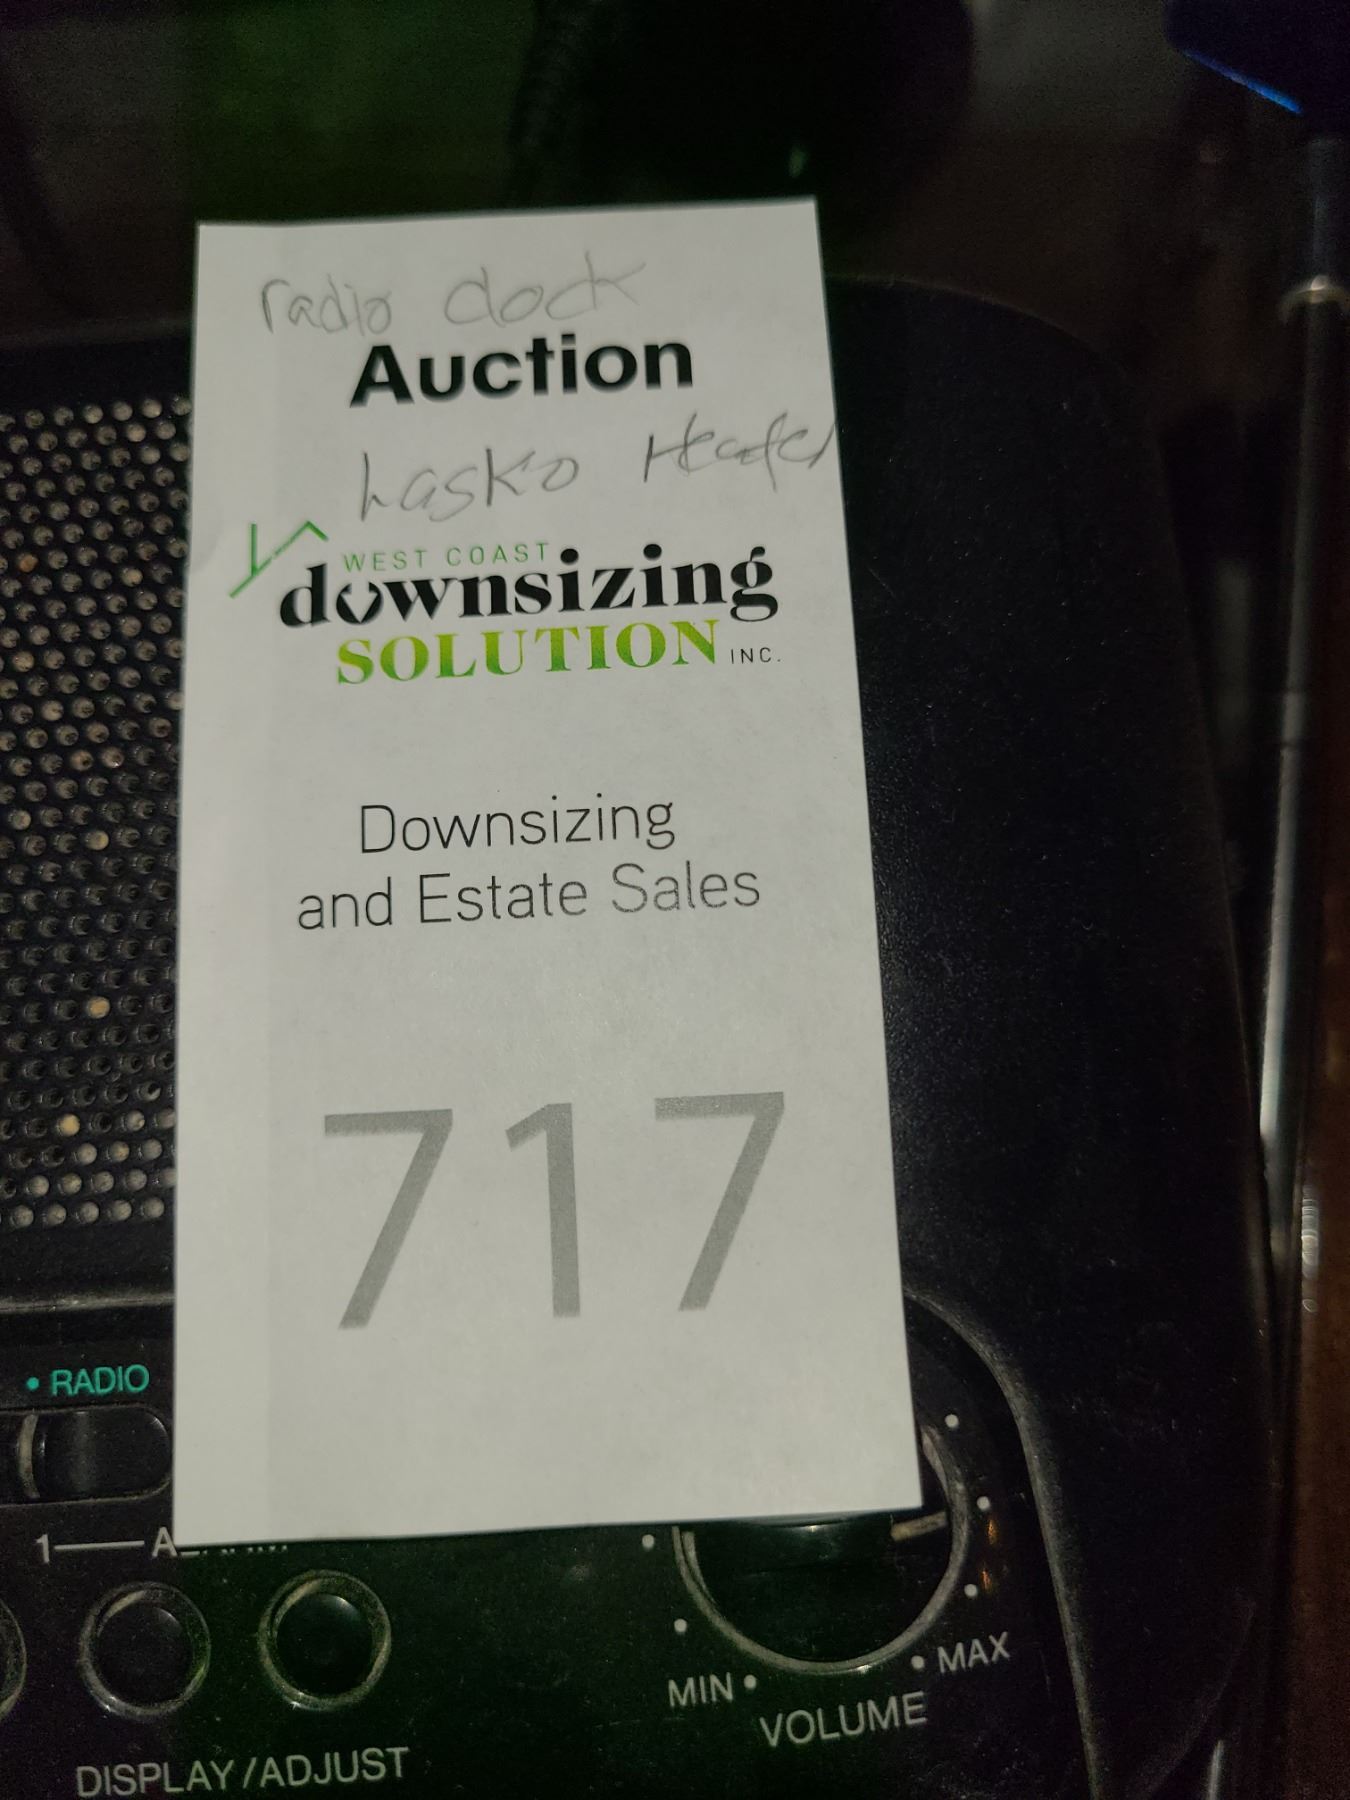 radio clock
Auction
Lasko Heater
WEST COAST
downsizing
SOLUTION INC.
Downsizing
and Estate Sales
717
• RADIO
1
DISPLAY/ADJUST
MIN • • MAX
VOLUME